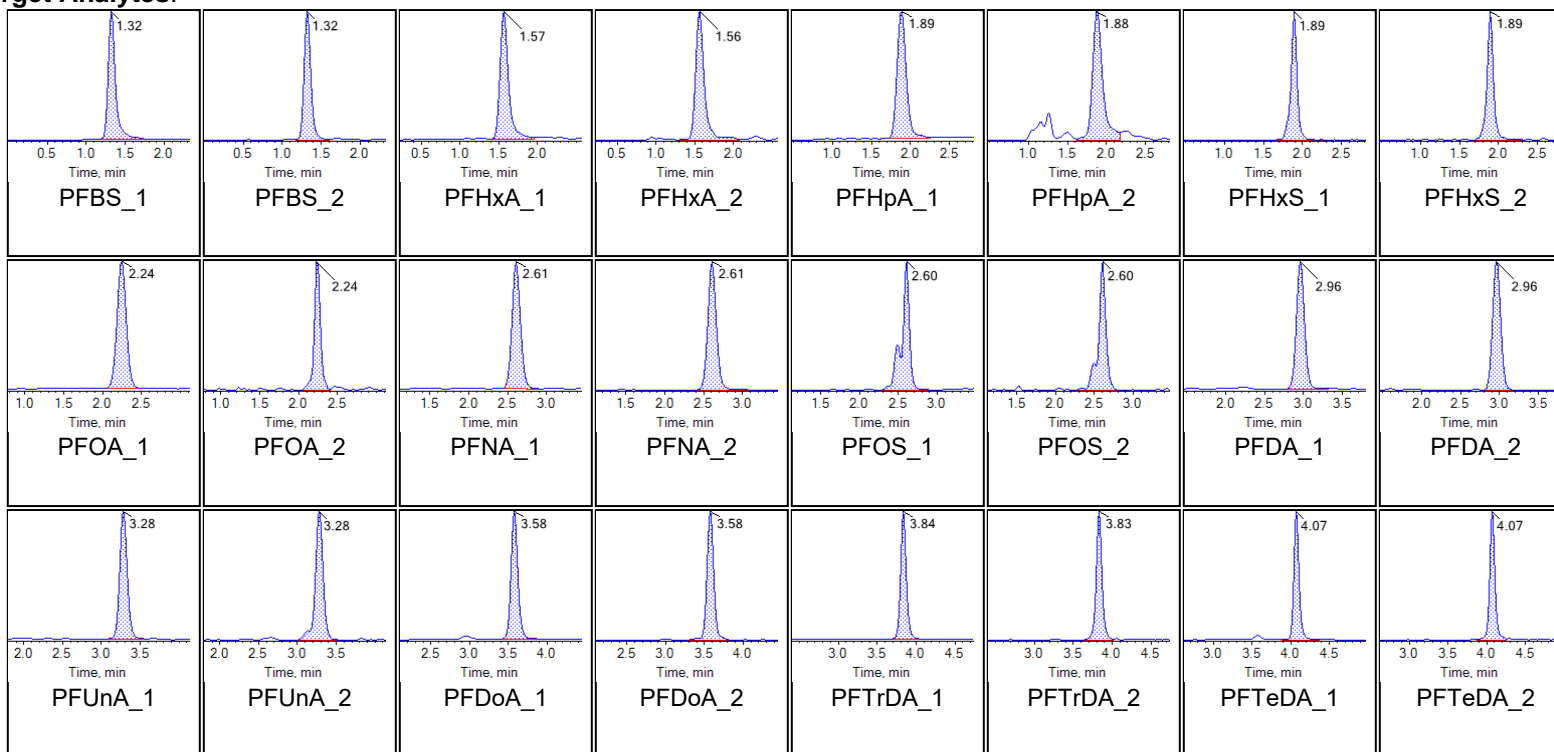 rget Analytes:
1.32 1.32 1.57 1.56 1.89 1.88 1.89 1.89
0.5 1.0 1.5 2.0 0.5 1.0 1.5 2.0 0.5 1.0 1.5 2.0 0.5 1.0 1.5 2.0 1.0 1.5 2.0 2.5 1.0 1.5 2.0 2.5 1.0 1.5 2.0 2.5 1.0 1.5 2.0 2.5
Time, min Time, min Time, min Time, min Time, min Time, min Time, min Time, min
PFBS_1 PFBS_2 PFHxA_1 PFHxA_2 PFHpA_1 PFHpA_2 PFHxS_1 PFHxS_2
2.24 2.24 2.61 2.61 2.60 2.60 2.96 2.96
1.0 1.5 2.0 2.5 1.0 1.5 2.0 2.5 1.5 2.0 2.5 3.0 1.5 2.0 2.5 3.0 1.5 2.0 2.5 3.0 1.5 2.0 2.5 3.0 2.0 2.5 3.0 3.5 2.0 2.5 3.0 3.5
Time, min Time, min Time, min Time, min Time, min Time, min Time, min Time, min
PFOA_1 PFOA_2 PFNA_1 PFNA_2 PFOS_1 PFOS_2 PFDA_1 PFDA_2
3.28 3.28 3.58 3.58 3.84 3.83 4.07 4.07
2.0 2.5 3.0 3.5 2.0 2.5 3.0 3.5 2.5 3.0 3.5 4.0 2.5 3.0 3.5 4.0 3.0 3.5 4.0 4.5 3.0 3.5 4.0 4.5 3.0 3.5 4.0 4.5 3.0 3.5 4.0 4.5
Time, min Time, min Time, min Time, min Time, min Time, min Time, min Time, min
PFUnA_1 PFUnA_2 PFDoA_1 PFDoA_2 PFTrDA_1 PFTrDA_2 PFTeDA_1 PFTeDA_2